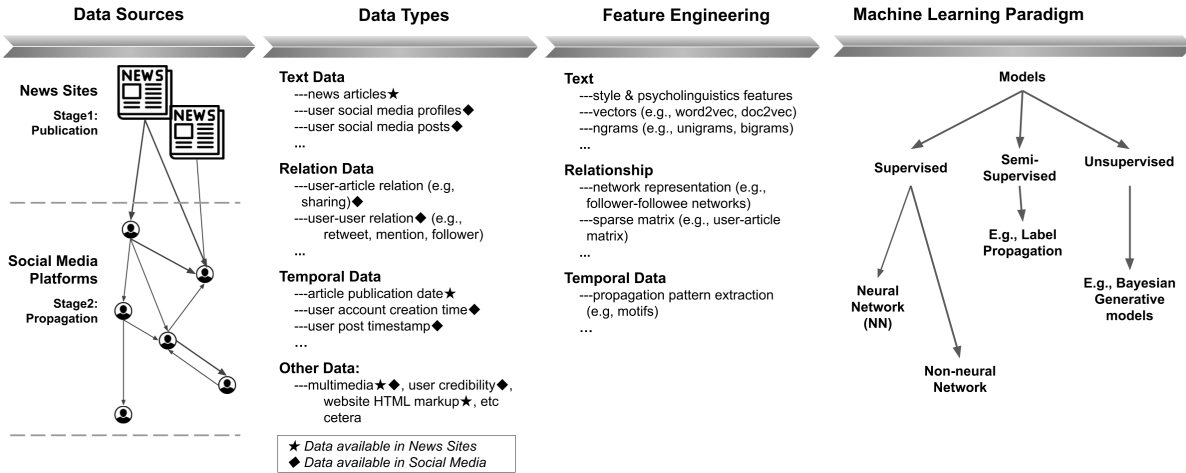 Data Sources
Data Types
Feature Engineering
Machine Learning Paradigm
News Sites
Stage1:
Publication
NEWS
NEWS
Social Media
Platforms
Stage2:
Propagation
Text Data
---news articles★
---user social media profiles◆
---user social media posts◆
...
Relation Data
---user-article relation (e.g,
sharing)◆
---user-user relation◆ (e.g.,
retweet, mention, follower)
...
Temporal Data
---article publication date★
---user account creation time◆
---user post timestamp◆
...
Other Data:
---multimedia★◆, user credibility◆,
website HTML markup★, etc
cetera
★ Data available in News Sites
◆ Data available in Social Media
Text
---style & psycholinguistics features
---vectors (e.g., word2vec, doc2vec)
---ngrams (e.g., unigrams, bigrams)
...
Relationship
---network representation (e.g.,
follower-followee networks)
---sparse matrix (e.g., user-article
matrix)
...
Temporal Data
---propagation pattern extraction
(e.g, motifs)
...
Models
Supervised
Semi-
Supervised
Unsupervised
E.g., Label
Propagation
Neural
Network
(NN)
Non-neural
Network
E.g., Bayesian
Generative
models